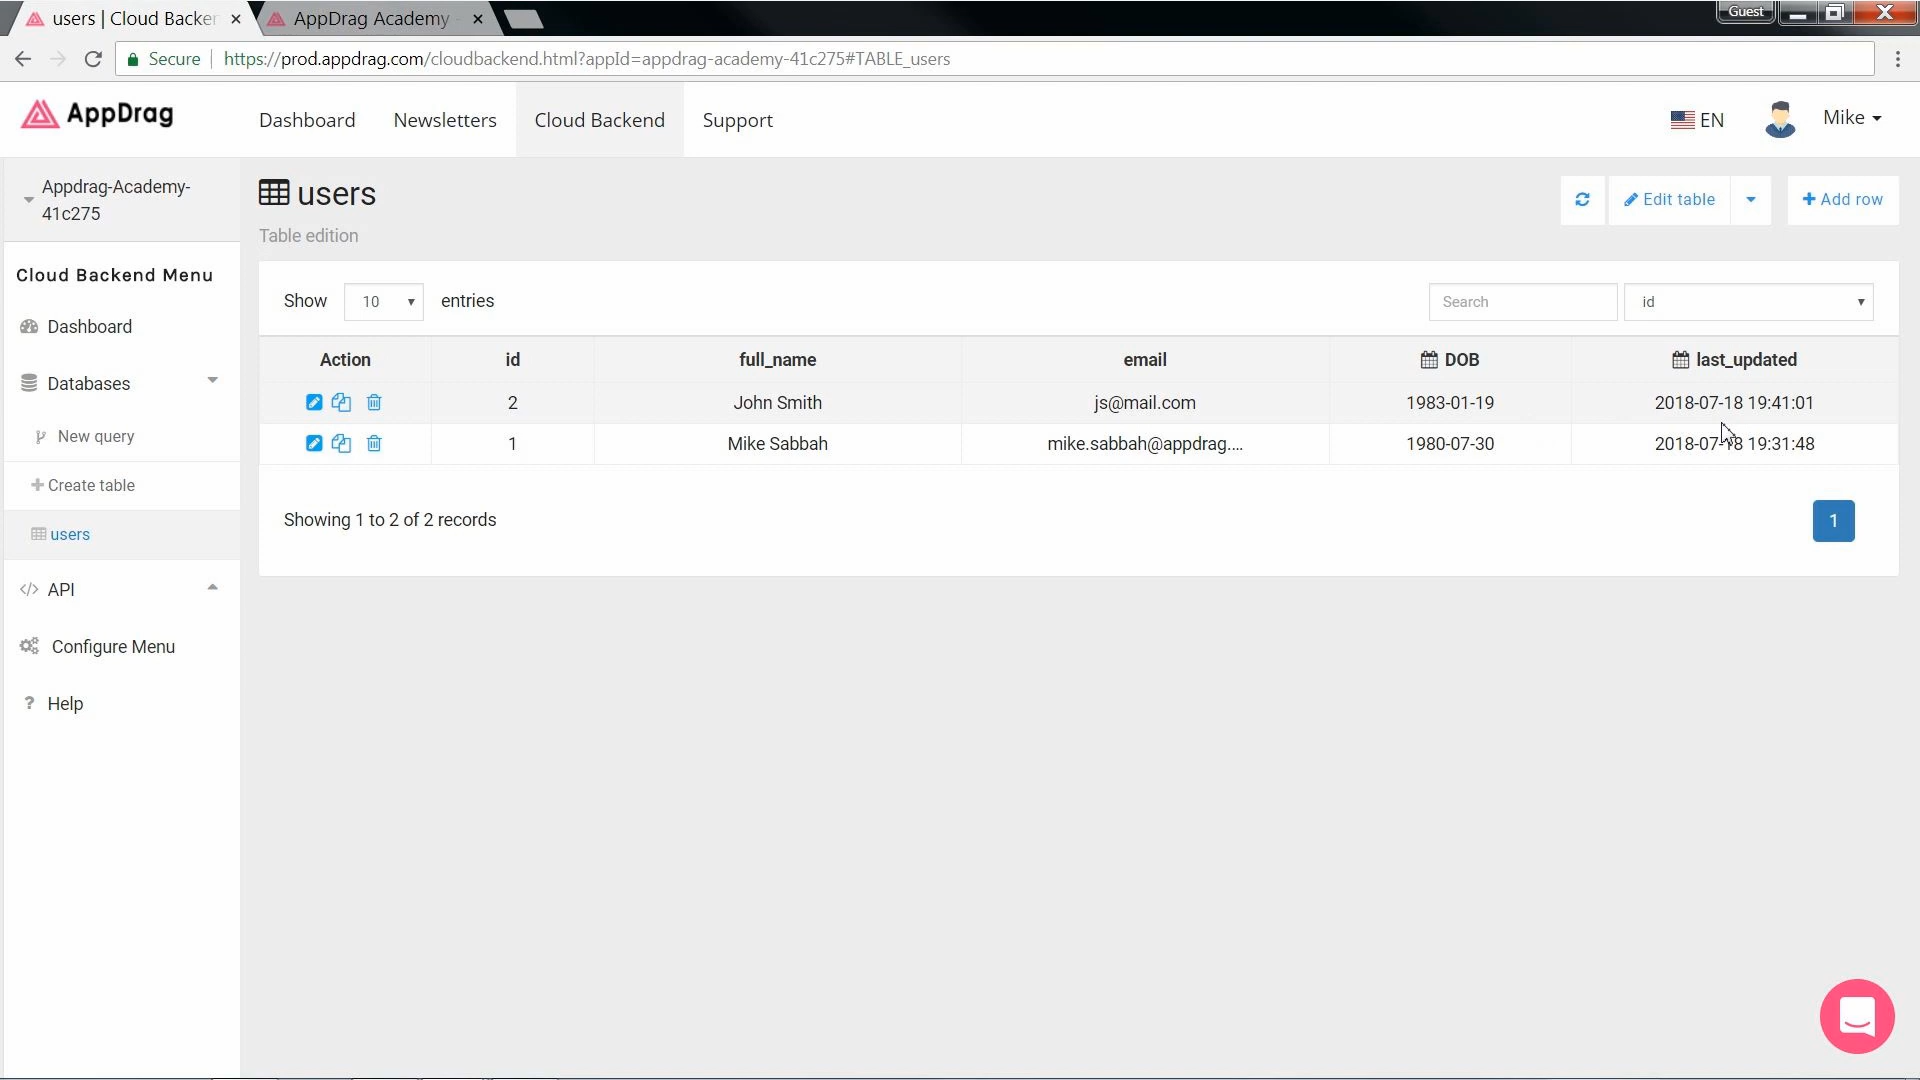 users | Cloud Backen
AppDrag Academy
Guest
Secure
https://prod.appdrag.com/cloudbackend.html?appId=appdrag-academy-41c275#TABLE_users
AppDrag
Dashboard
Newsletters
Cloud Backend
Support
EN
Mike
Appdrag-Academy-
41c275
Cloud Backend Menu
Dashboard
Databases
New query
Create table
users
API
Configure Menu
Help
users
Table edition
Edit table
Add row
Show 10 entries
Search
id
Action id full_name email DOB last_updated
2 John Smith js@mail.com 1983-01-19 2018-07-18 19:41:01
1 Mike Sabbah mike.sabbah@appdrag.... 1980-07-30 2018-07-18 19:31:48
Showing 1 to 2 of 2 records
1